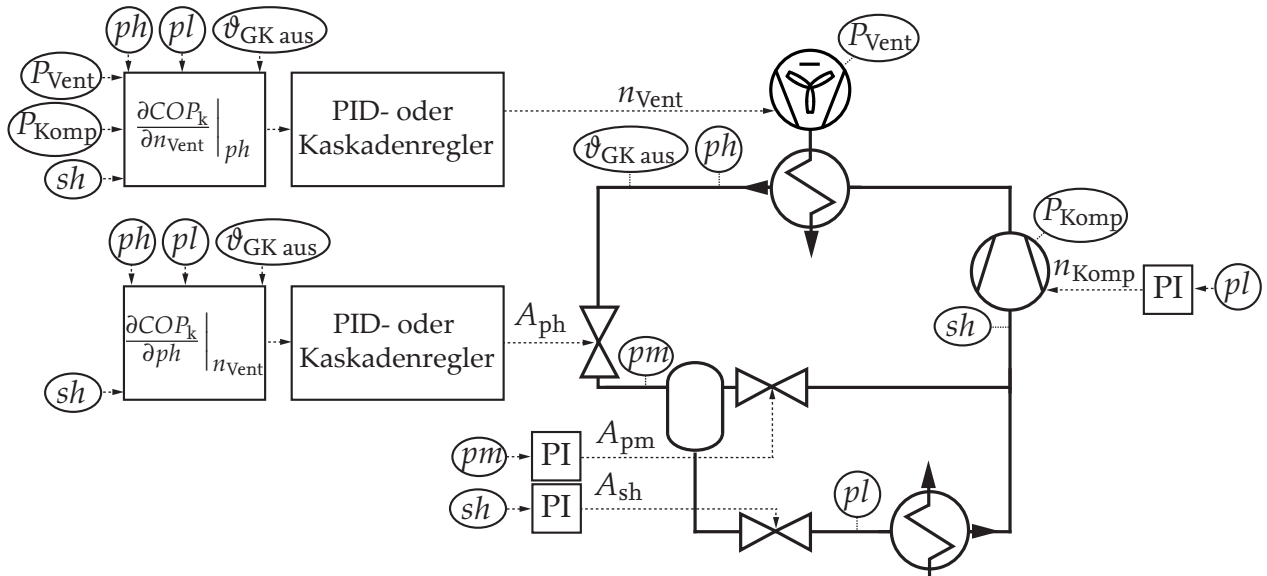 ph pl ϑGK aus
PVent
PKomp
sh
∂COPk
∂nVent
ph
PID- oder
Kaskadenregler
nVent
PVent
ϑGK aus ph
PKomp
nKomp PI pl
sh
ph pl ϑGK aus
∂COPk
∂ph
nVent
sh
PID- oder
Kaskadenregler
Aph
pm
pm PI Apm
sh PI Ash
pl